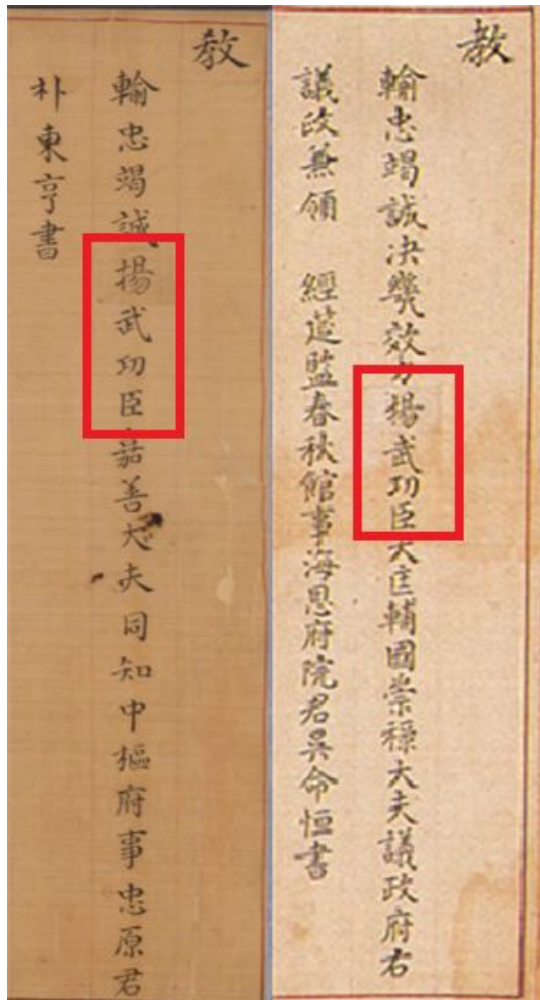 教
輸忠竭誠揚武功臣嘉善大夫同知中樞府事忠原君
朴東亨書
教
輸忠竭誠决幾效力揚武功臣大匡輔國崇祿大夫議政府右
議政兼領 經筵監春秋館事海恩府院君吳命恒書